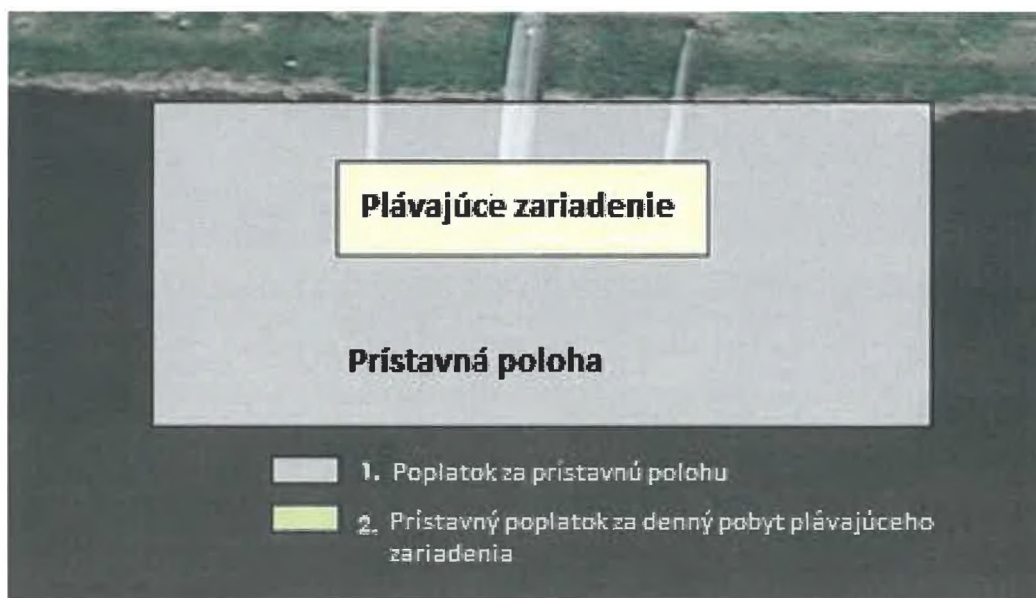 Plávajúce zariadenie
Prístavná poloha
1. Poplatok za prístavnú polohu
2. Prístavný poplatok za denný pobyt plávajúceho
zariadenia